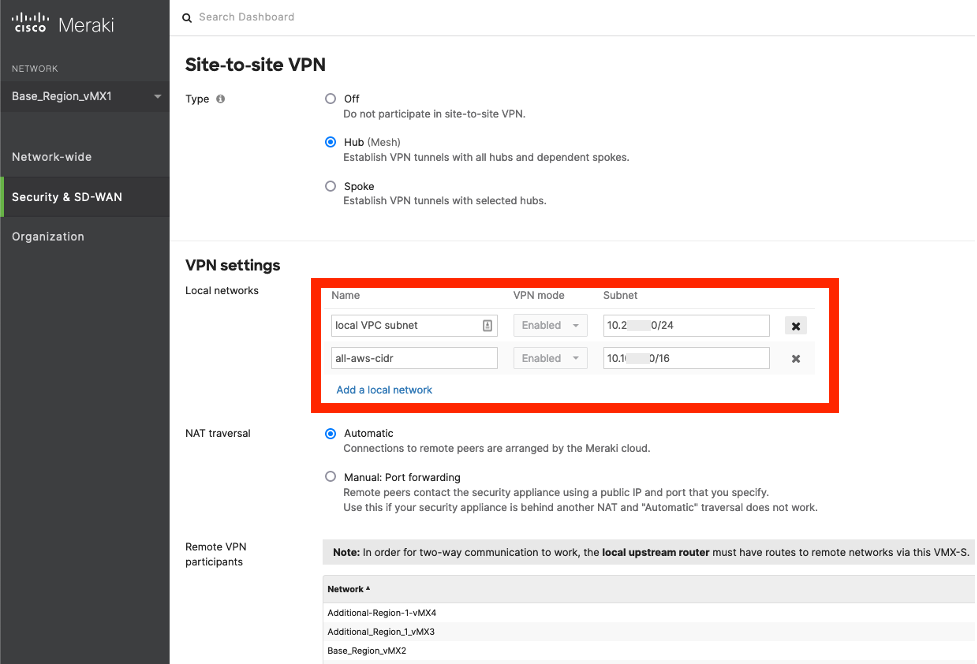 CISCO Meraki
Search Dashboard
NETWORK
Base_Region_vMX1
Network-wide
Security & SD-WAN
Organization
Site-to-site VPN
Type
Off
Do not participate in site-to-site VPN.
Hub (Mesh)
Establish VPN tunnels with all hubs and dependent spokes.
Spoke
Establish VPN tunnels with selected hubs.
VPN settings
Local networks
Name VPN mode Subnet
local VPC subnet Enabled 10.2 0/24
all-aws-cidr Enabled 10.1 0/16
Add a local network
NAT traversal
Automatic
Connections to remote peers are arranged by the Meraki cloud.
Manual: Port forwarding
Remote peers contact the security appliance using a public IP and port that you specify.
Use this if your security appliance is behind another NAT and "Automatic" traversal does not work.
Remote VPN
participants
Note: In order for two-way communication to work, the local upstream router must have routes to remote networks via this VMX-S.
Network
Additional-Region-1-vMX4
Additional_Region_1_vMX3
Base_Region_vMX2